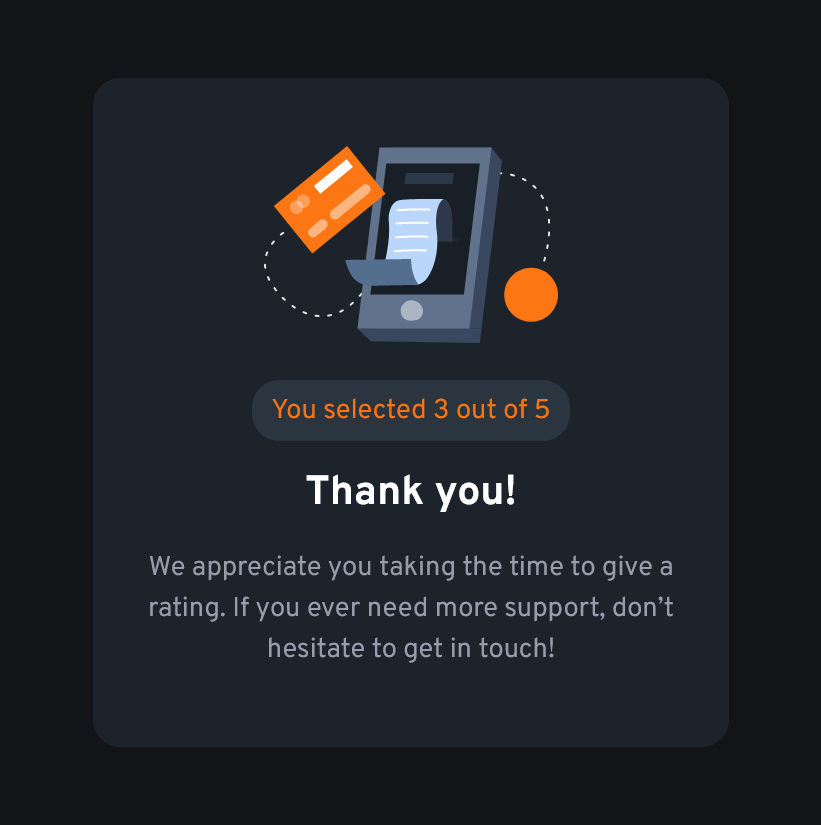 You selected 3 out of 5
Thank you!
We appreciate you taking the time to give a
rating. If you ever need more support, don’t
hesitate to get in touch!